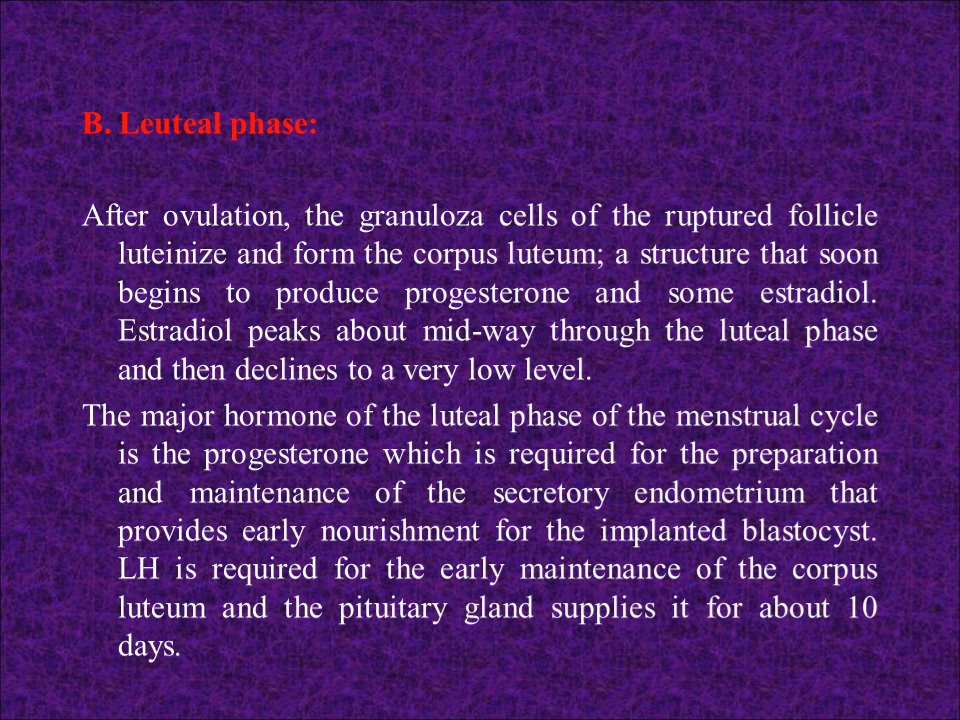 B. Leuteal phase:
After ovulation, the granuloza cells of the ruptured follicle
luteinize and form the corpus luteum; a structure that soon
begins to produce progesterone and some estradiol.
Estradiol peaks about mid-way through the luteal phase
and then declines to a very low level.
The major hormone of the luteal phase of the menstrual cycle
is the progesterone which is required for the preparation
and maintenance of the secretory endometrium that
provides early nourishment for the implanted blastocyst.
LH is required for the early maintenance of the corpus
luteum and the pituitary gland supplies it for about 10
days.